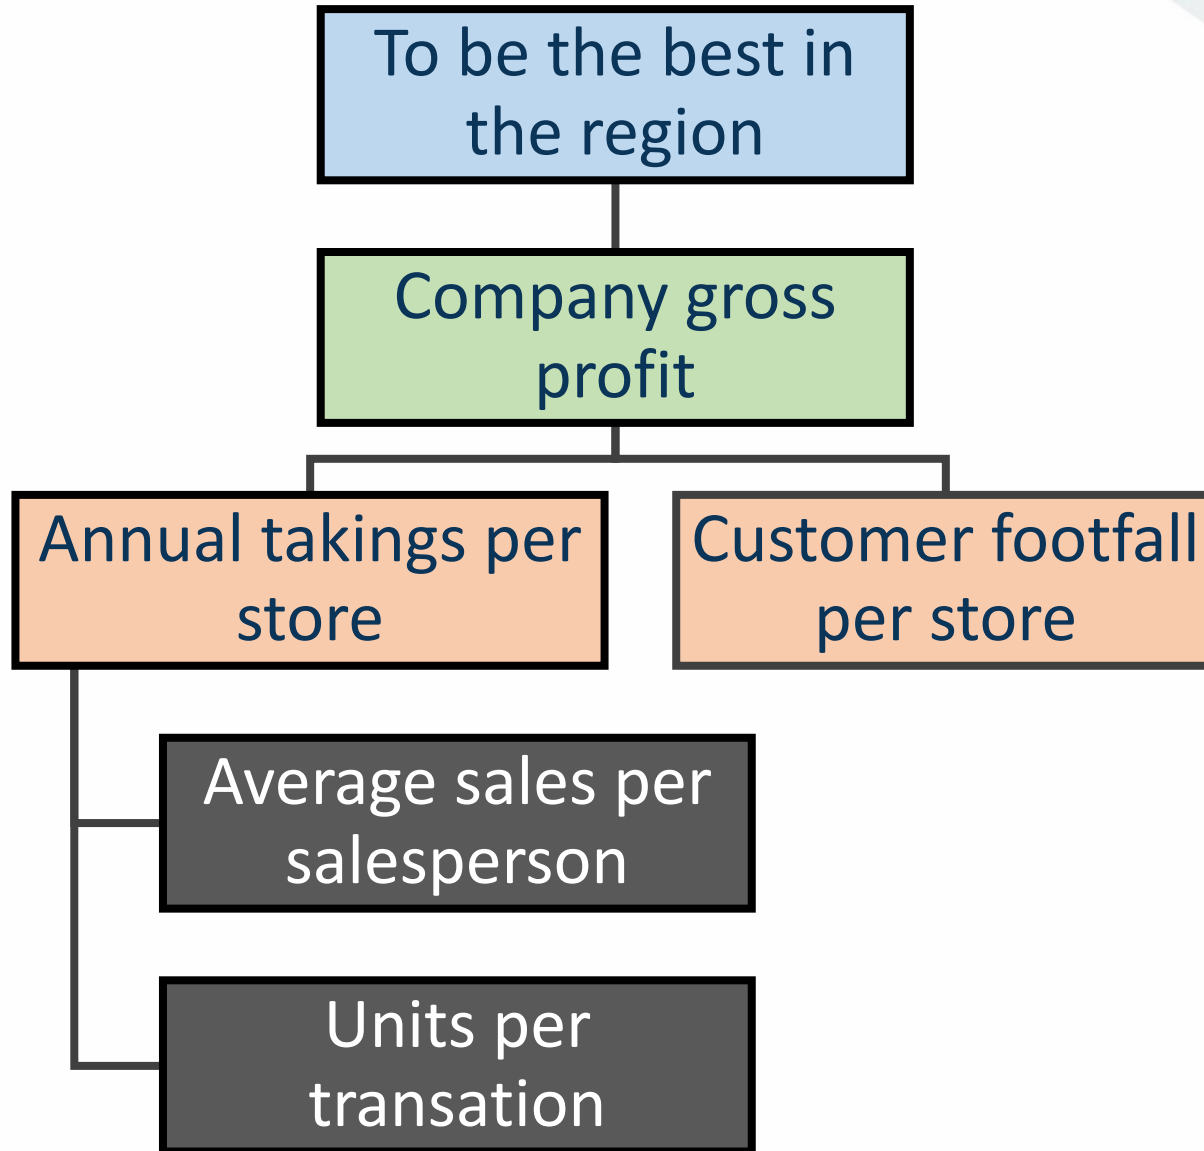 To be the best in
the region
Company gross
profit
Annual takings per
store
Customer footfall
per store
Average sales per
salesperson
Units per
transation